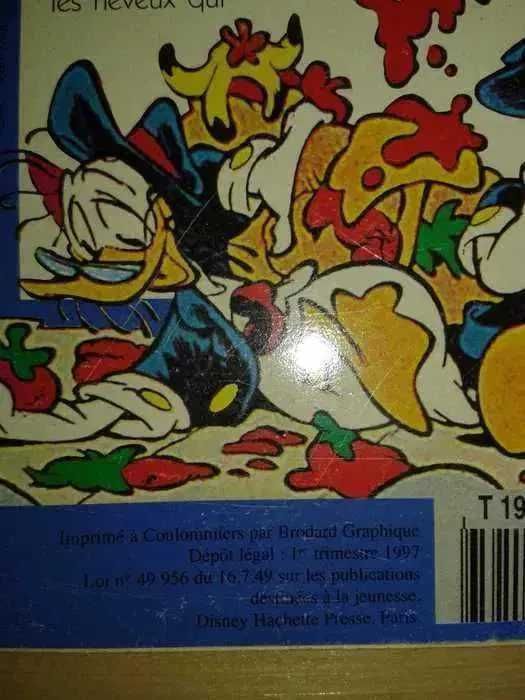 les neveux qui
T 19
Imprimé à Coulommiers par Brodard Graphique
Dépôt légal : 1er trimestre 1997
Loi n° 49 956 du 16.7.49 sur les publications
destinées à la jeunesse.
Disney Hachette Presse. Paris.